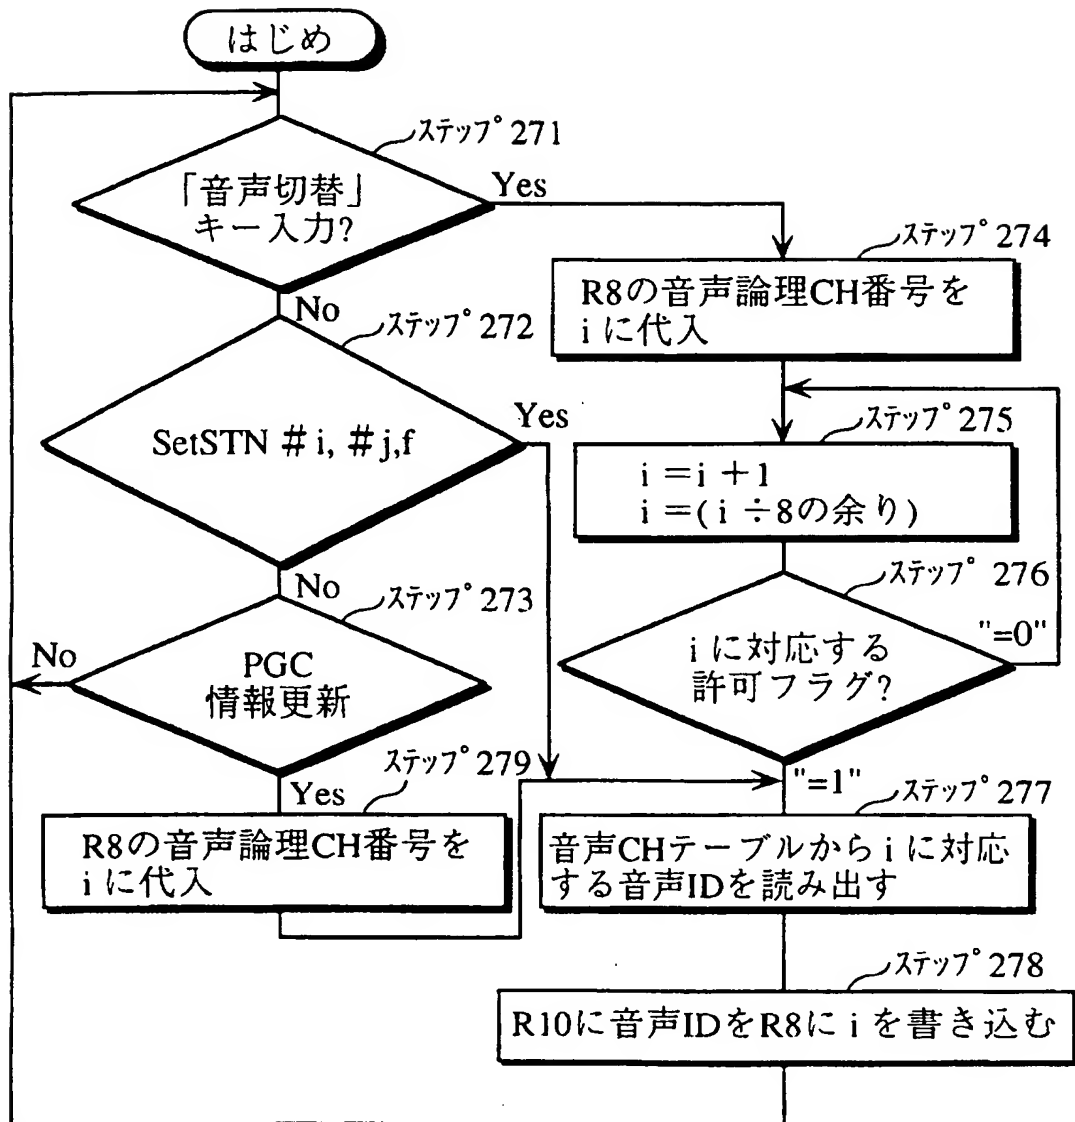 はじめ
ステップ271
「音声切替」
キー入力?
Yes
No
ステップ272
SetSTN #i, #j,f
Yes
No
ステップ273
PGC
情報更新
No
Yes
ステップ279
R8の音声論理CH番号を
iに代入
ステップ274
R8の音声論理CH番号を
iに代入
ステップ275
i=i+1
i=(i÷8の余り)
ステップ276
iに対応する
許可フラグ?
"=0"
"=1"
ステップ277
音声CHテーブルからiに対応
する音声IDを読み出す
ステップ278
R10に音声IDをR8にiを書き込む